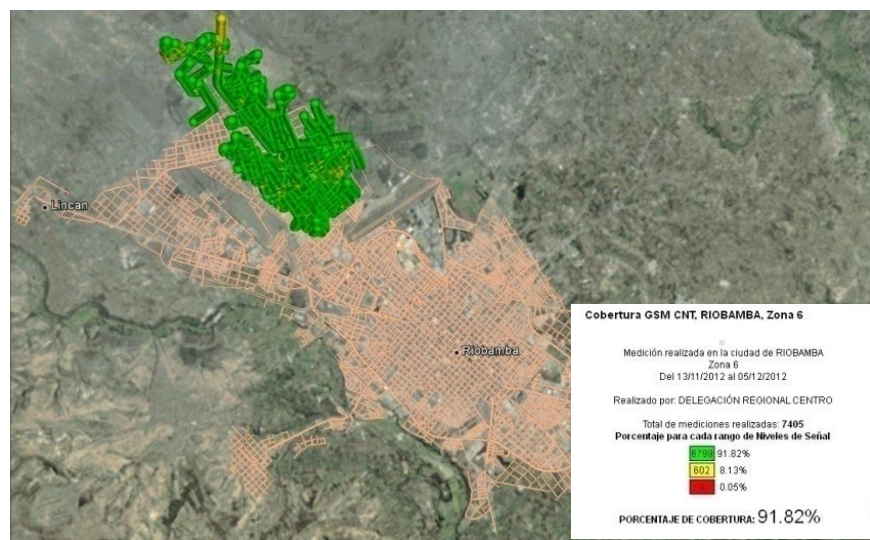 Lincan
Riobamba
Cobertura GSM CNT, RIOBAMBA, Zona 6
Medición realizada en la ciudad de RIOBAMBA
Zona 6
Del 13/11/2012 al 05/12/2012
Realizado por: DELEGACIÓN REGIONAL CENTRO
Total de mediciones realizadas: 7405
Porcentaje para cada rango de Niveles de Señal
6799 91.82%
602 8.13%
0.05%
PORCENTAJE DE COBERTURA: 91.82%